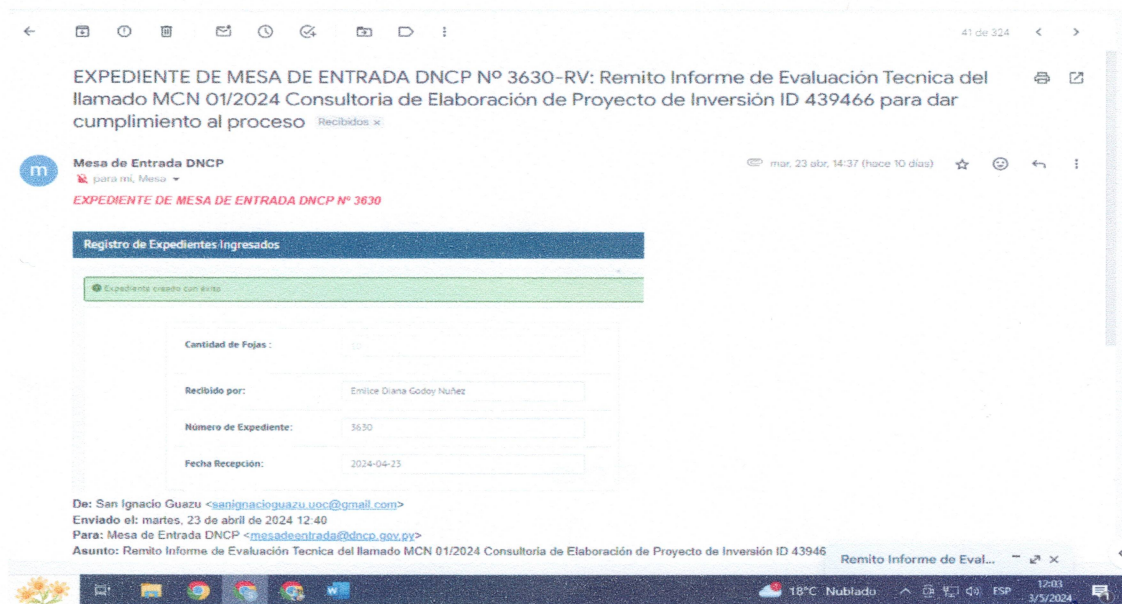 41 de 324
EXPEDIENTE DE MESA DE ENTRADA DNCP Nº 3630-RV: Remito Informe de Evaluación Tecnica del
llamado MCN 01/2024 Consultoria de Elaboración de Proyecto de Inversión ID 439466 para dar
cumplimiento al proceso Recibidos x
m
Mesa de Entrada DNCP
mar, 23 abr, 14:37 (hace 10 días)
para mí, Mesa
EXPEDIENTE DE MESA DE ENTRADA DNCP Nº 3630
Registro de Expedientes Ingresados
Expediente creado con éxito
Cantidad de Fojas :
Recibido por: Emilce Diana Godoy Nuñez
Número de Expediente: 3630
Fecha Recepción: 2024-04-23
De: San Ignacio Guazu <sanignacioguazu.uoc@gmail.com>
Enviado el: martes, 23 de abril de 2024 12:40
Para: Mesa de Entrada DNCP <mesadeentrada@dncp.gov.py>
Asunto: Remito Informe de Evaluación Tecnica del llamado MCN 01/2024 Consultoria de Elaboración de Proyecto de Inversión ID 43946
Remito Informe de Eval...
18°C Nublado
ESP
12:03
3/5/2024